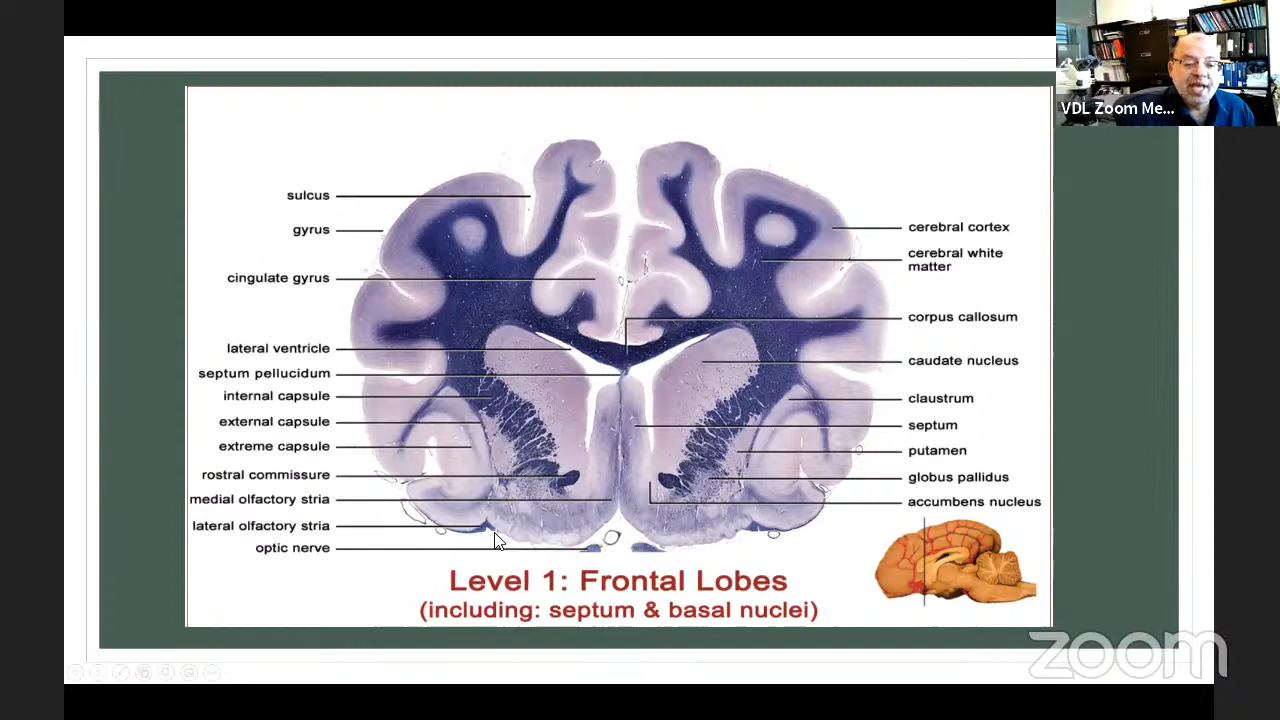 VDL Zoom Me...
sulcus
gyrus
cingulate gyrus
lateral ventricle
septum pellucidum
internal capsule
external capsule
extreme capsule
rostral commissure
medial olfactory stria
lateral olfactory stria
optic nerve
cerebral cortex
cerebral white
matter
corpus callosum
caudate nucleus
claustrum
septum
putamen
globus pallidus
accumbens nucleus
Level 1: Frontal Lobes
(including: septum & basal nuclei)
zoom